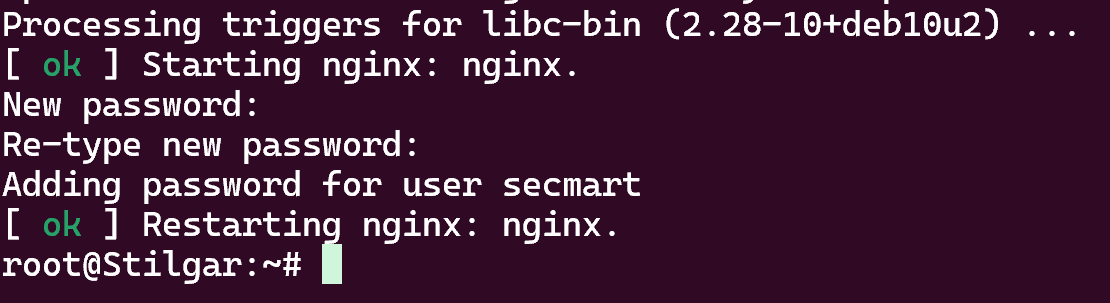 Processing triggers for libc-bin (2.28-10+deb10u2) ...
[ ok ] Starting nginx: nginx.
New password:
Re-type new password:
Adding password for user secmart
[ ok ] Restarting nginx: nginx.
root@Stilgar:~#